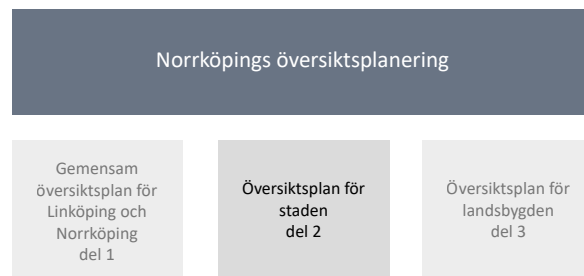 Norrköpings översiktsplanering
Gemensam
översiktsplan för
Linköping och
Norrköping
del 1
Översiktsplan för
staden
del 2
Översiktsplan för
landsbygden
del 3